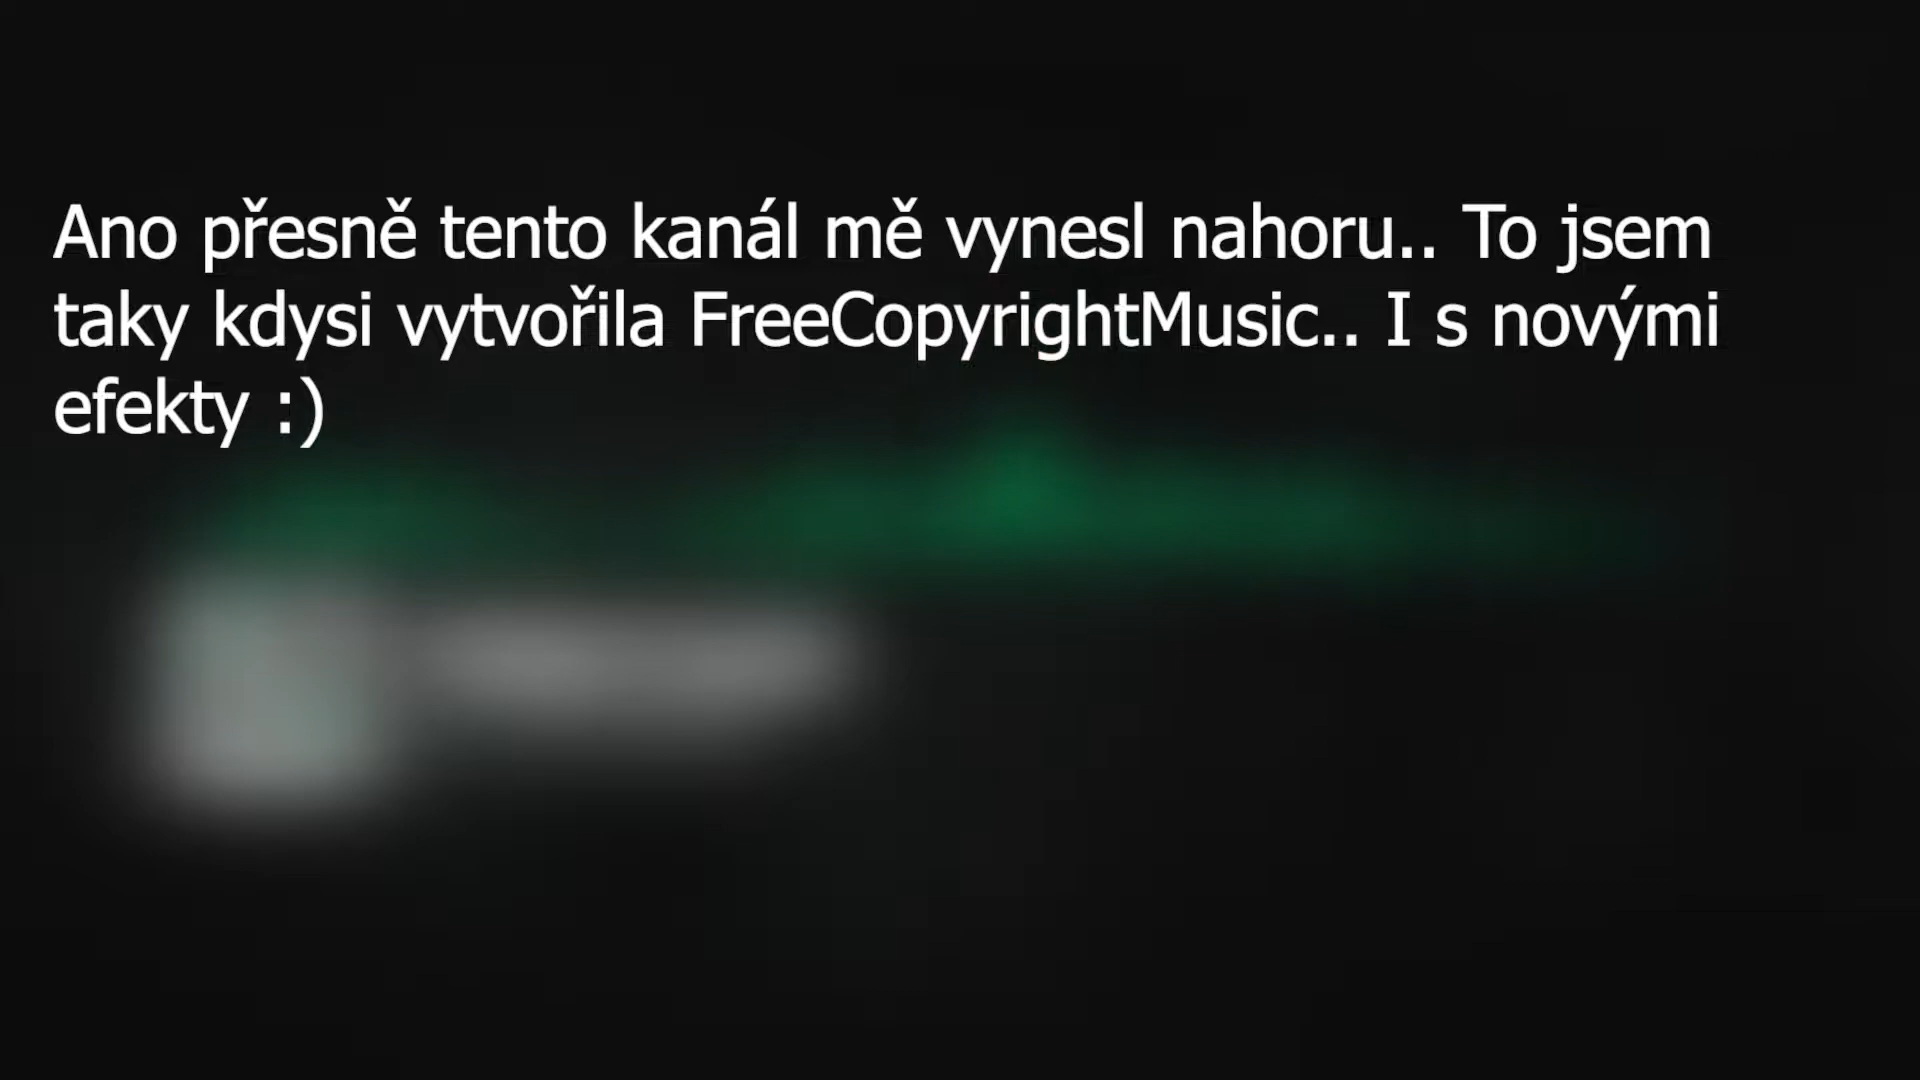 Ano přesně tento kanál mě vynesl nahoru.. To jsem
taky kdysi vytvořila FreeCopyrightMusic.. I s novými
efekty :)